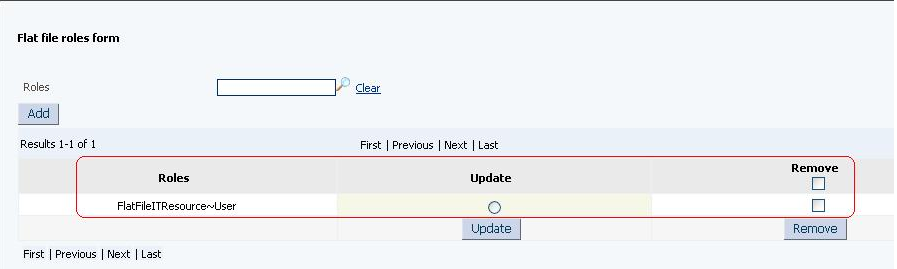 Flat file roles form
Roles Clear
Add
Results 1-1 of 1 First | Previous | Next | Last
Roles Update Remove
FlatFileITResource~User
Update Remove
First | Previous | Next | Last